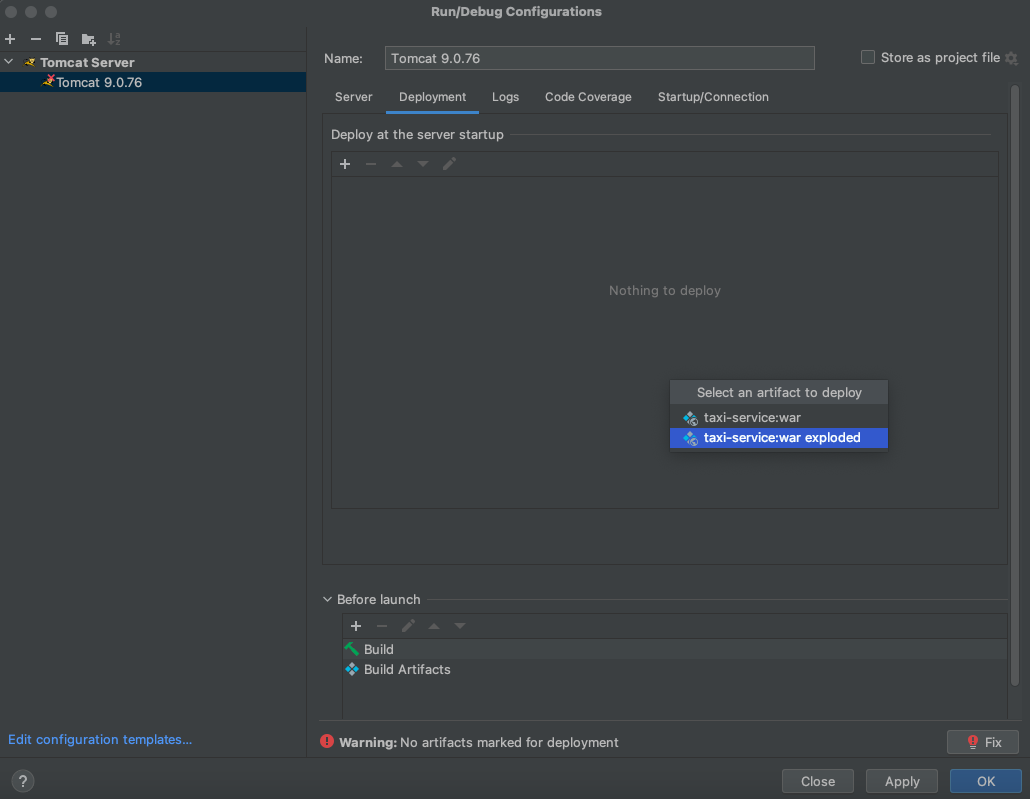 Run/Debug Configurations
Tomcat Server
Tomcat 9.0.76
Name: Tomcat 9.0.76 Store as project file
Server Deployment Logs Code Coverage Startup/Connection
Deploy at the server startup
Nothing to deploy
Select an artifact to deploy
taxi-service:war
taxi-service:war exploded
Before launch
Build
Build Artifacts
Edit configuration templates...
Warning: No artifacts marked for deployment
Fix
? Close Apply OK